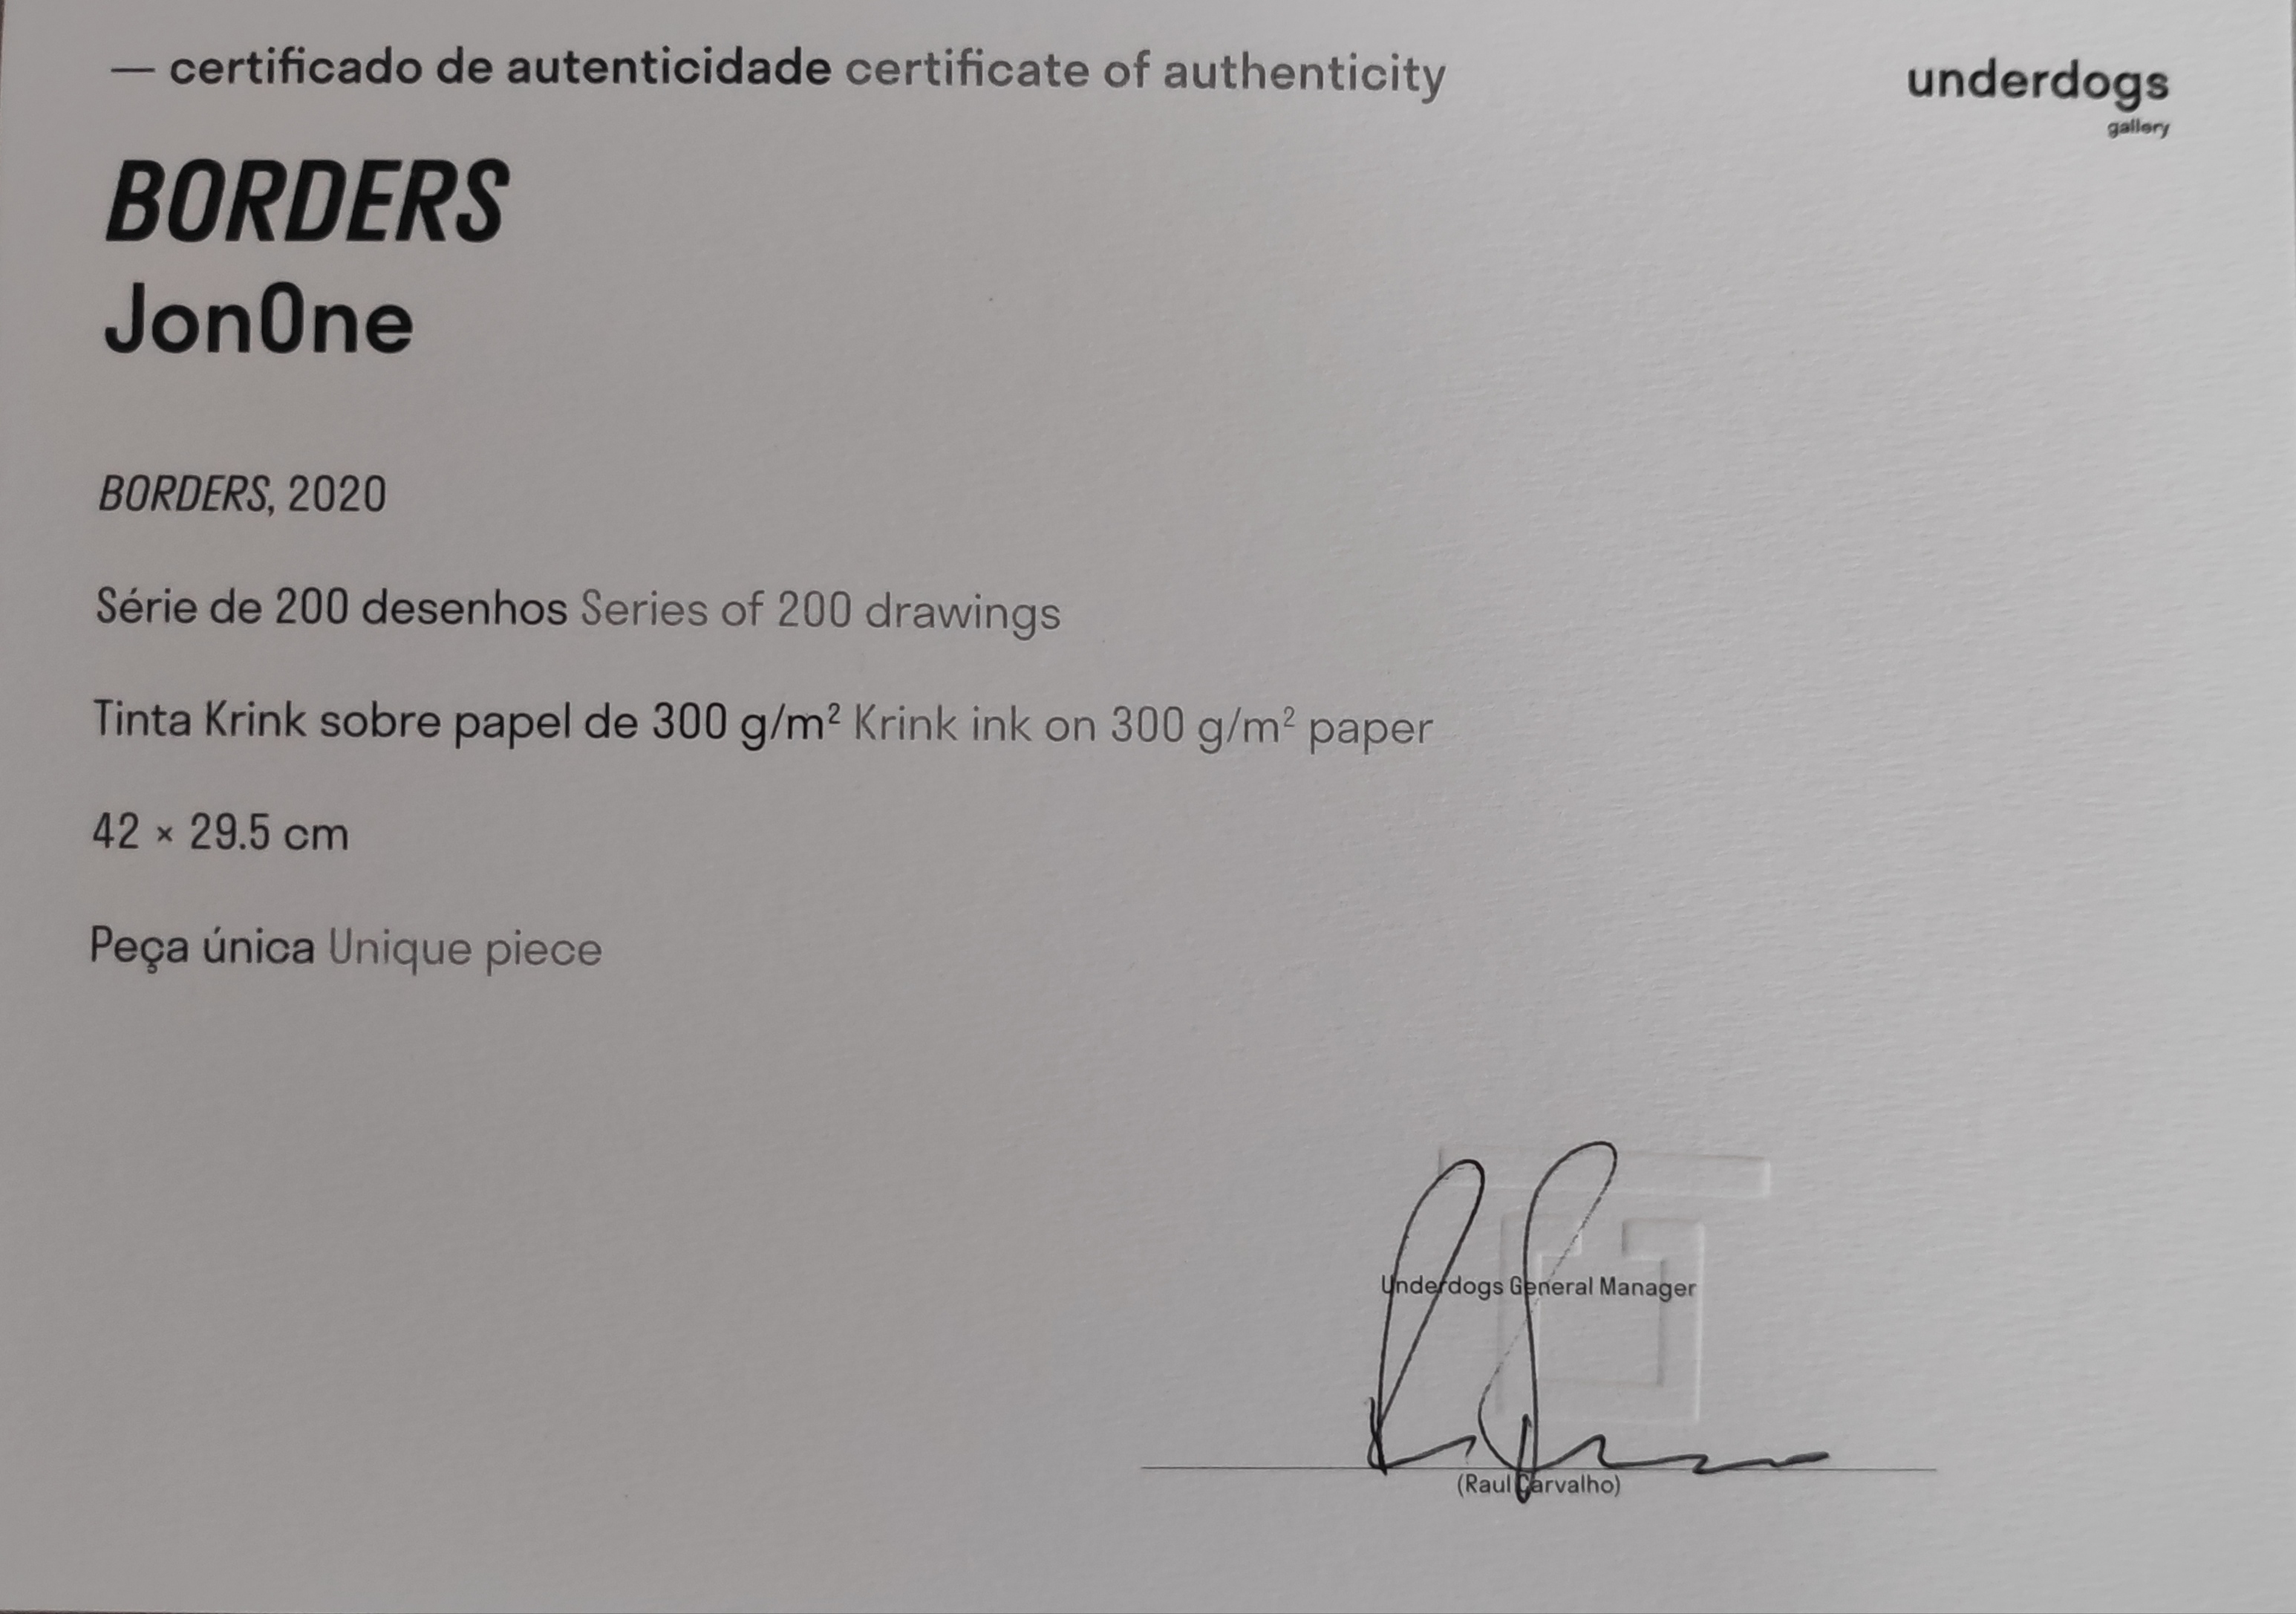 — certificado de autenticidade certificate of authenticity
underdogs
gallery
BORDERS
JonOne
BORDERS, 2020
Série de 200 desenhos Series of 200 drawings
Tinta Krink sobre papel de 300 g/m² Krink ink on 300 g/m² paper
42 × 29.5 cm
Peça única Unique piece
Underdogs General Manager
(Raul Carvalho)